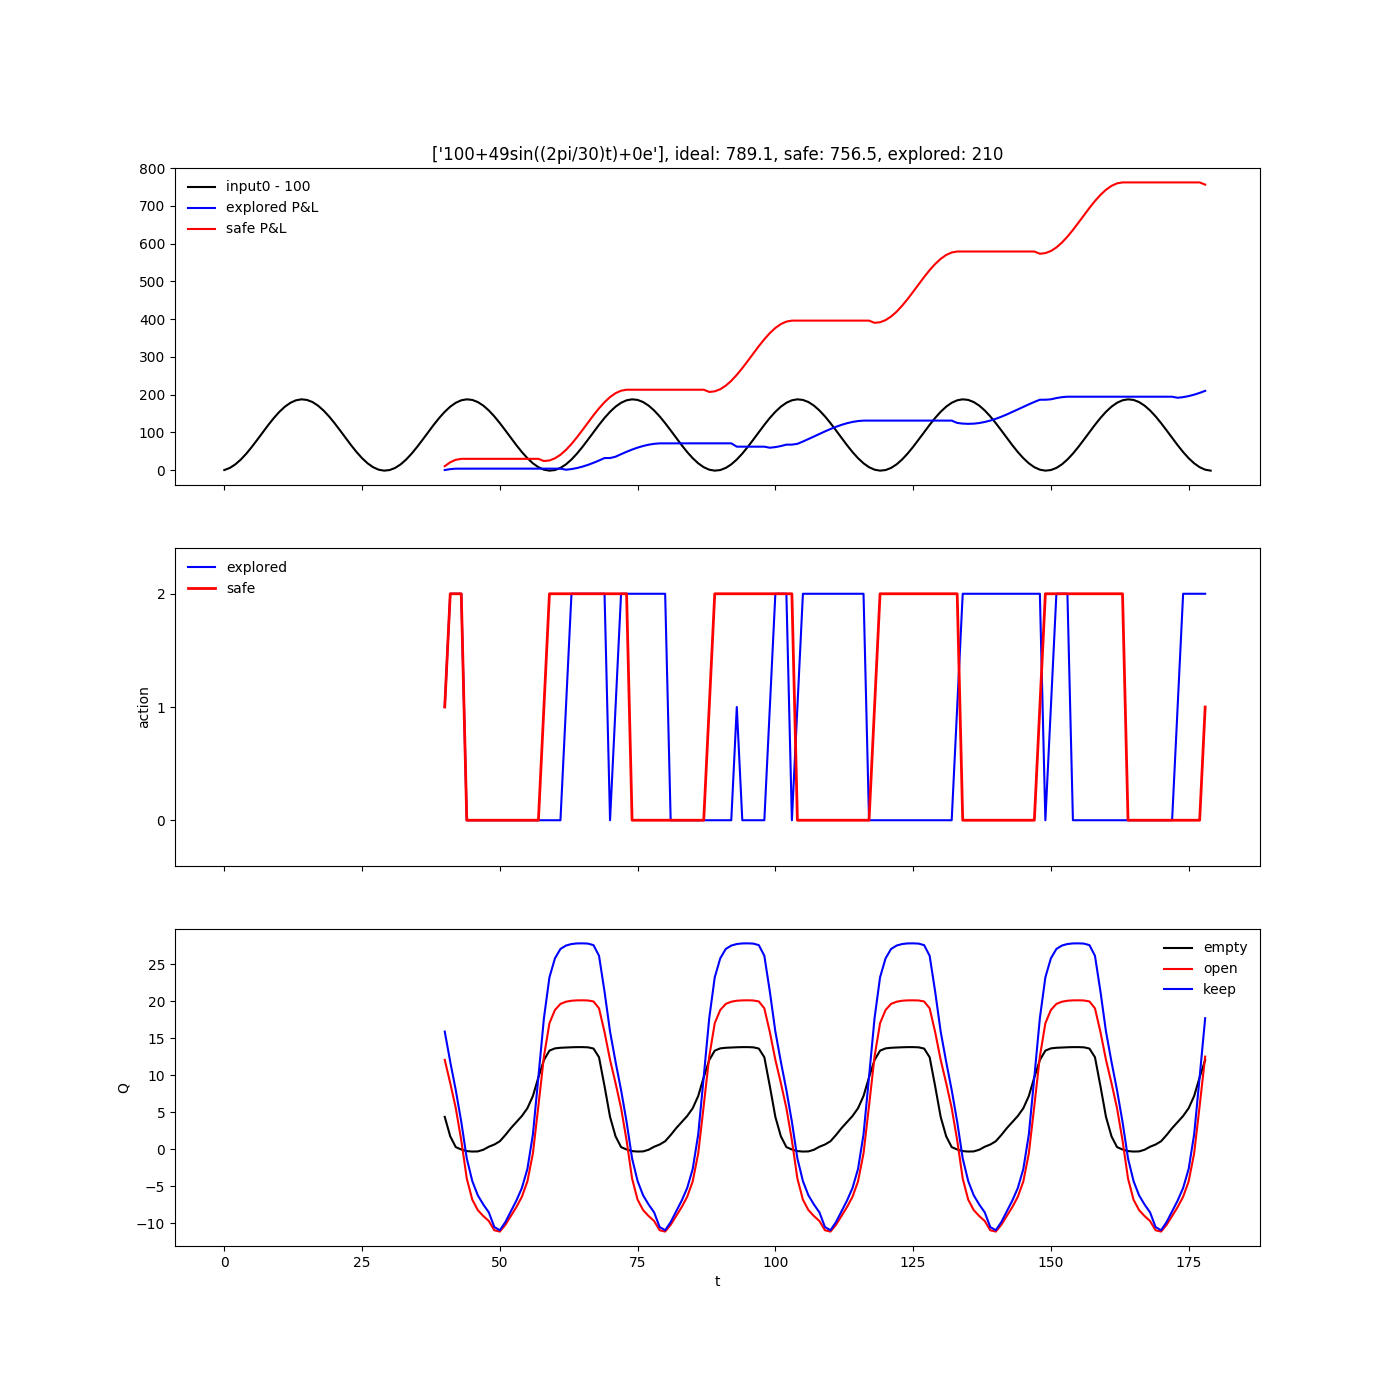 ['100+49sin((2pi/30)t)+0e'], ideal: 789.1, safe: 756.5, explored: 210
800
700
600
500
400
300
200
100
0
input0 - 100
explored P&L
safe P&L
action
2
1
0
explored
safe
Q
25
20
15
10
5
0
−5
−10
empty
open
keep
0 25 50 75 100 125 150 175
t